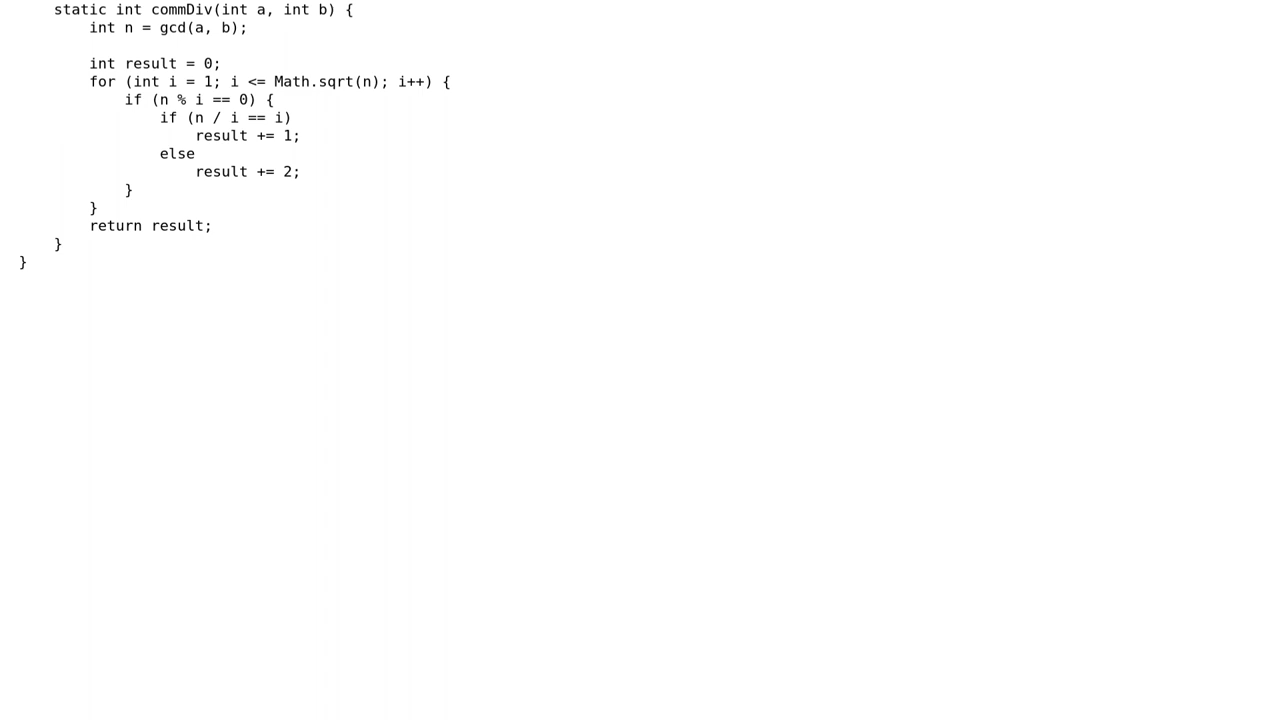 static int commDiv(int a, int b) {
        int n = gcd(a, b);

        int result = 0;
        for (int i = 1; i <= Math.sqrt(n); i++) {
            if (n % i == 0) {
                if (n / i == i)
                    result += 1;
                else
                    result += 2;
            }
        }
        return result;
    }
}